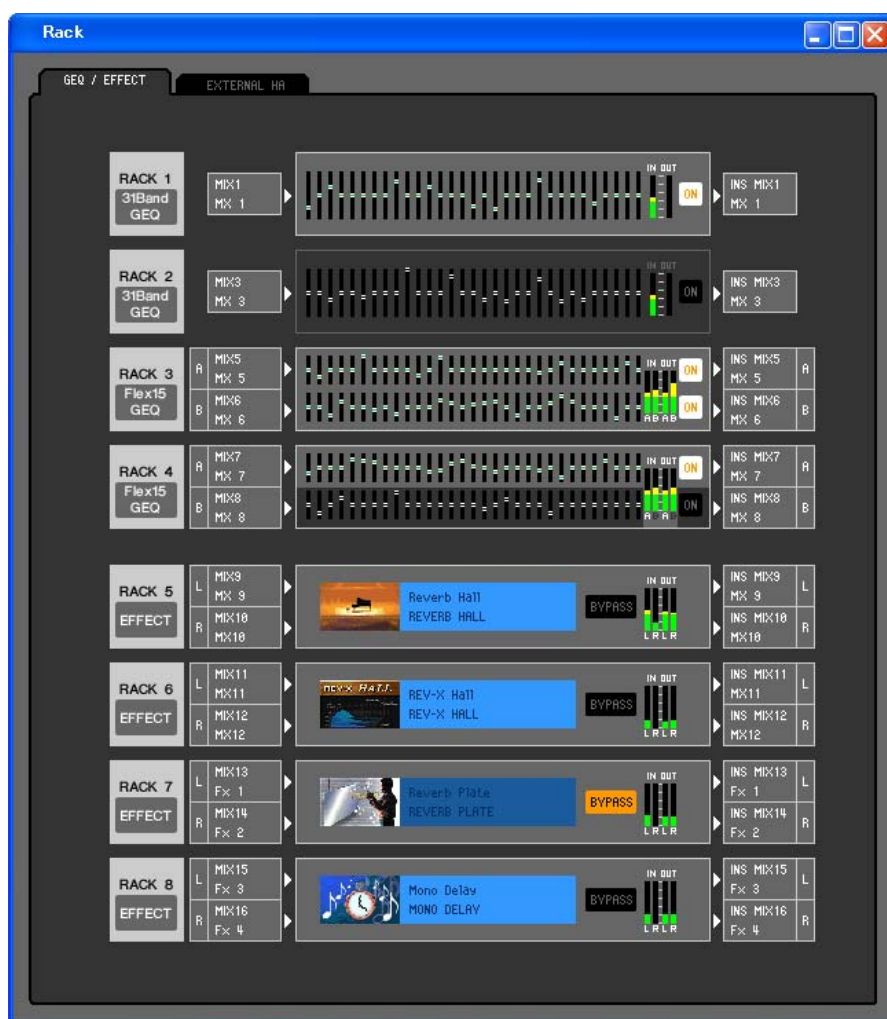 Rack
GEQ / EFFECT
EXTERNAL HA
RACK 1
31Band
GEQ
MIX1
MX 1
IN OUT
ON
INS MIX1
MX 1
RACK 2
31Band
GEQ
MIX3
MX 3
IN OUT
ON
INS MIX3
MX 3
RACK 3
Flex15
GEQ
A
MIX5
MX 5
B
MIX6
MX 6
IN OUT
ON
ON
ABAB
INS MIX5
MX 5
A
INS MIX6
MX 6
B
RACK 4
Flex15
GEQ
A
MIX7
MX 7
B
MIX8
MX 8
IN OUT
ON
ON
ABAB
INS MIX7
MX 7
A
INS MIX8
MX 8
B
RACK 5
EFFECT
L
MIX9
MX 9
R
MIX10
MX10
Reverb Hall
REVERB HALL
BYPASS
IN OUT
LRLR
INS MIX9
MX 9
L
INS MIX10
MX10
R
RACK 6
EFFECT
L
MIX11
MX11
R
MIX12
MX12
REV-X HALL
REV-X Hall
REV-X HALL
BYPASS
IN OUT
LRLR
INS MIX11
MX11
L
INS MIX12
MX12
R
RACK 7
EFFECT
L
MIX13
Fx 1
R
MIX14
Fx 2
Reverb Plate
REVERB PLATE
BYPASS
IN OUT
LRLR
INS MIX13
Fx 1
L
INS MIX14
Fx 2
R
RACK 8
EFFECT
L
MIX15
Fx 3
R
MIX16
Fx 4
Mono Delay
MONO DELAY
BYPASS
IN OUT
LRLR
INS MIX15
Fx 3
L
INS MIX16
Fx 4
R